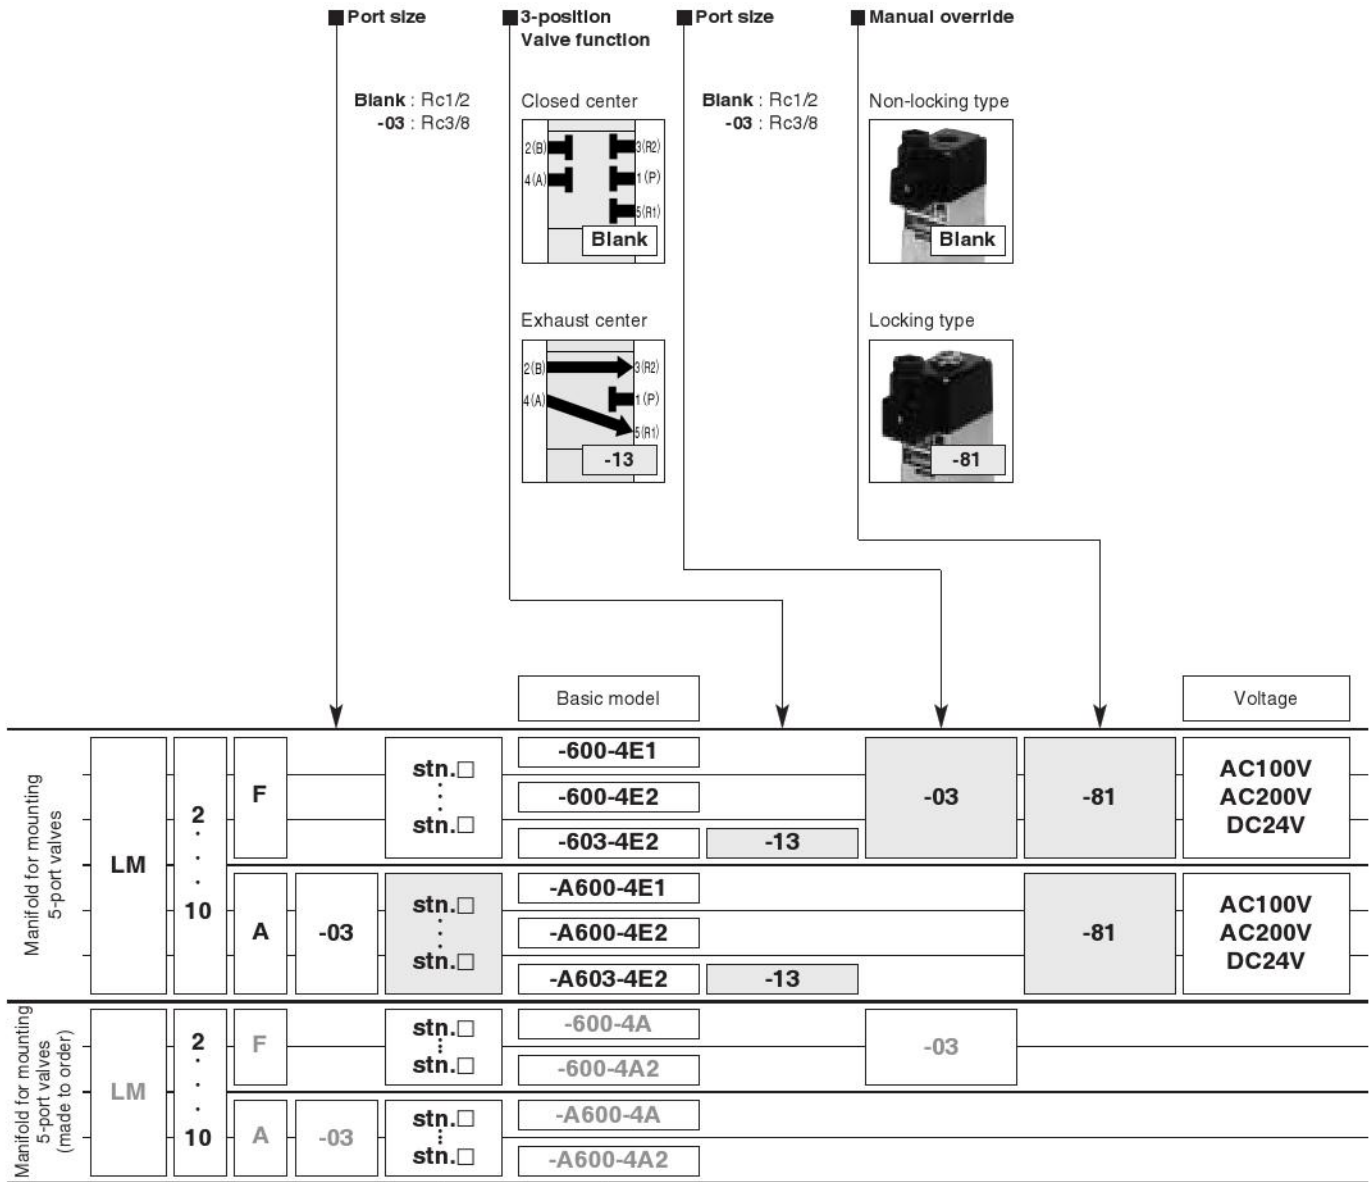 ■Port size
Blank : Rc1/2
-03 : Rc3/8
■3-position
Valve function
Closed center
2(B)
4(A)
3(R2)
1(P)
5(R1)
Blank
Exhaust center
2(B)
4(A)
3(R2)
1(P)
5(R1)
-13
■Port size
Blank : Rc1/2
-03 : Rc3/8
■Manual override
Non-locking type
Blank
Locking type
-81
Basic model
Voltage
Manifold for mounting
5-port valves
LM
2
·
·
·
10
F
stn.□
⋮
stn.□
-600-4E1
-600-4E2
-603-4E2
-13
-03
-81
AC100V
AC200V
DC24V
A
-03
stn.□
⋮
stn.□
-A600-4E1
-A600-4E2
-A603-4E2
-13
-81
AC100V
AC200V
DC24V
Manifold for mounting
5-port valves
(made to order)
LM
2
·
·
·
10
F
stn.□
⋮
stn.□
-600-4A
-600-4A2
-03
A
-03
stn.□
⋮
stn.□
-A600-4A
-A600-4A2